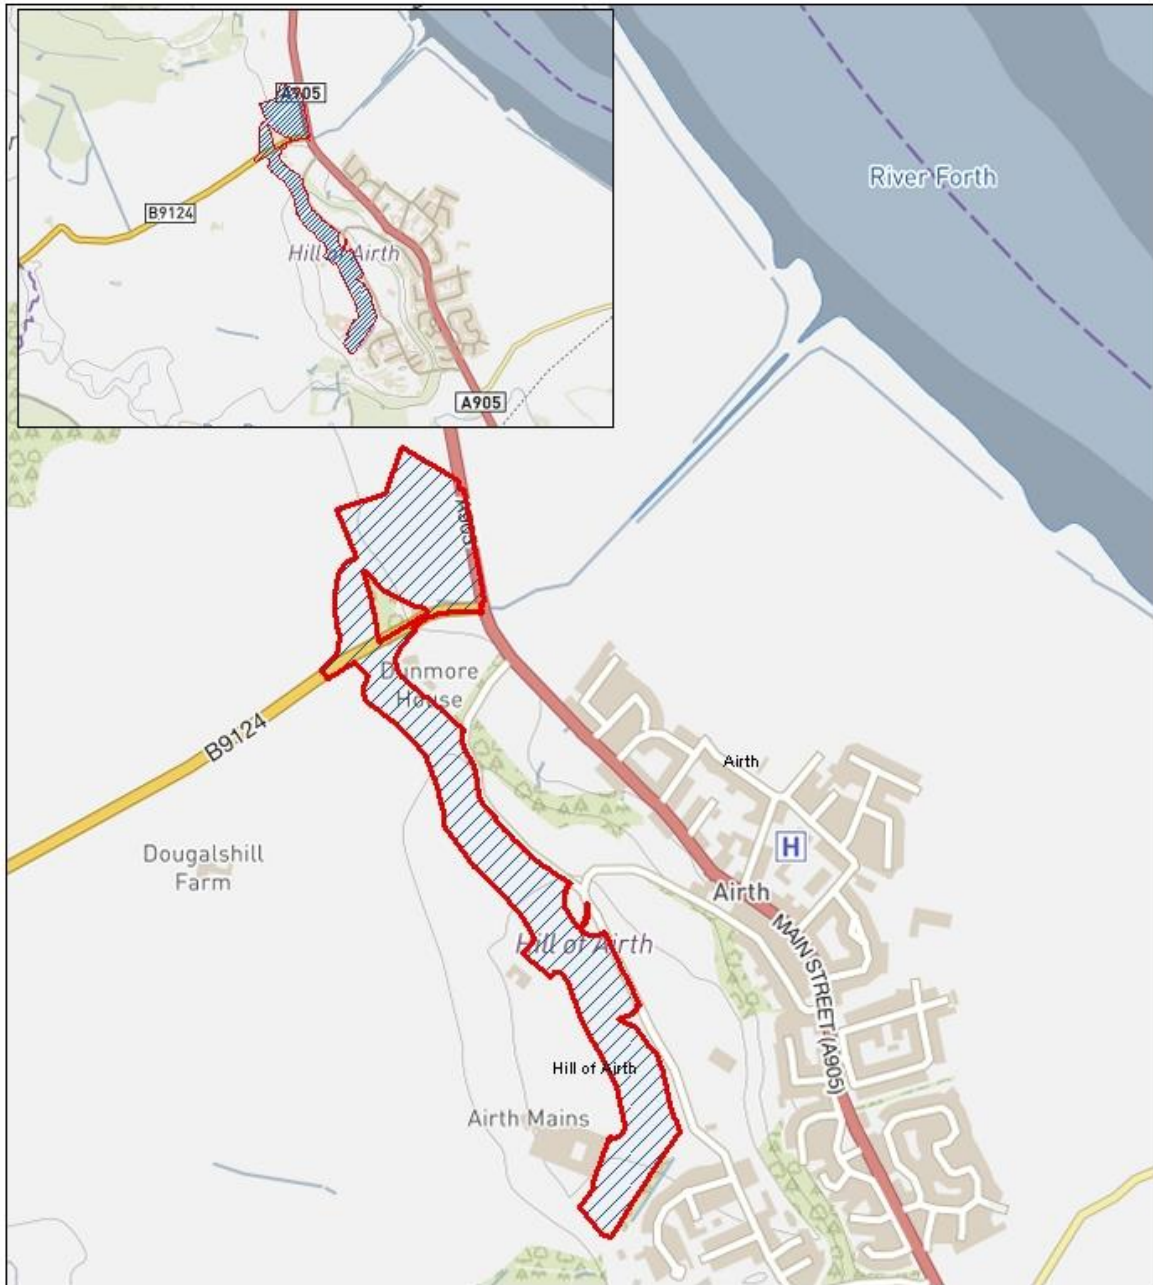 A905
B9124
Hill of Airth
A905
River Forth
A905
Dunmore
House
B9124
Airth
Dougalshill
Farm
H
Airth
MAIN STREET (A905)
Hill of Airth
Hill of Airth
Airth Mains